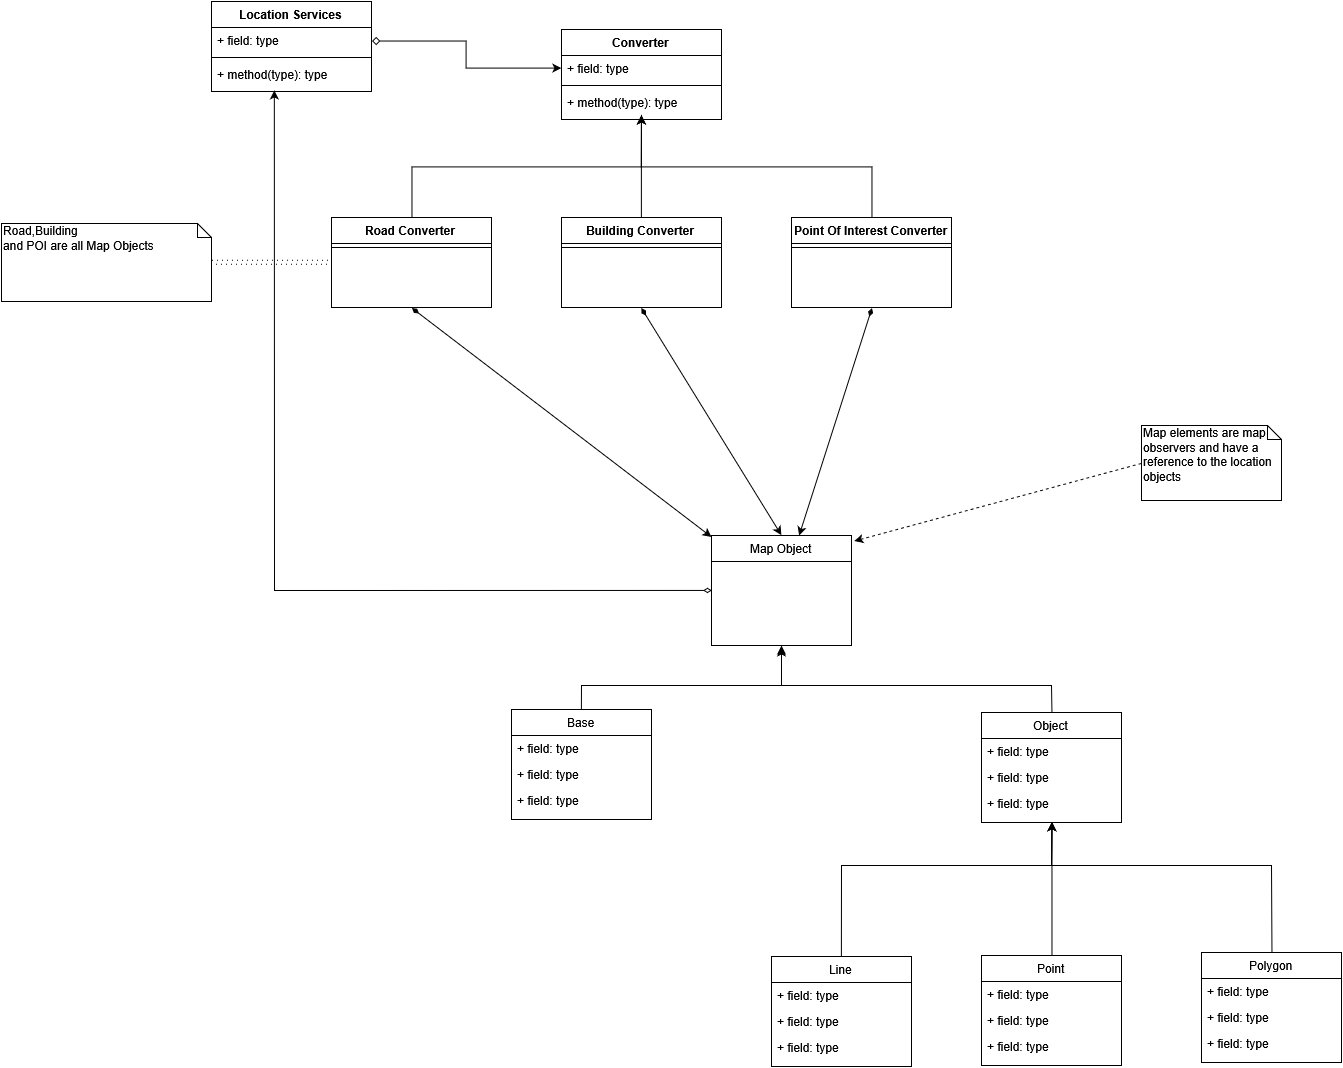 Location Services
+ field: type
+ method(type): type
Converter
+ field: type
+ method(type): type
Road,Building
and POI are all Map Objects
Road Converter
Building Converter
Point Of Interest Converter
Map elements are map
observers and have a
reference to the location
objects
Map Object
Base
+ field: type
+ field: type
+ field: type
Object
+ field: type
+ field: type
+ field: type
Line
+ field: type
+ field: type
+ field: type
Point
+ field: type
+ field: type
+ field: type
Polygon
+ field: type
+ field: type
+ field: type